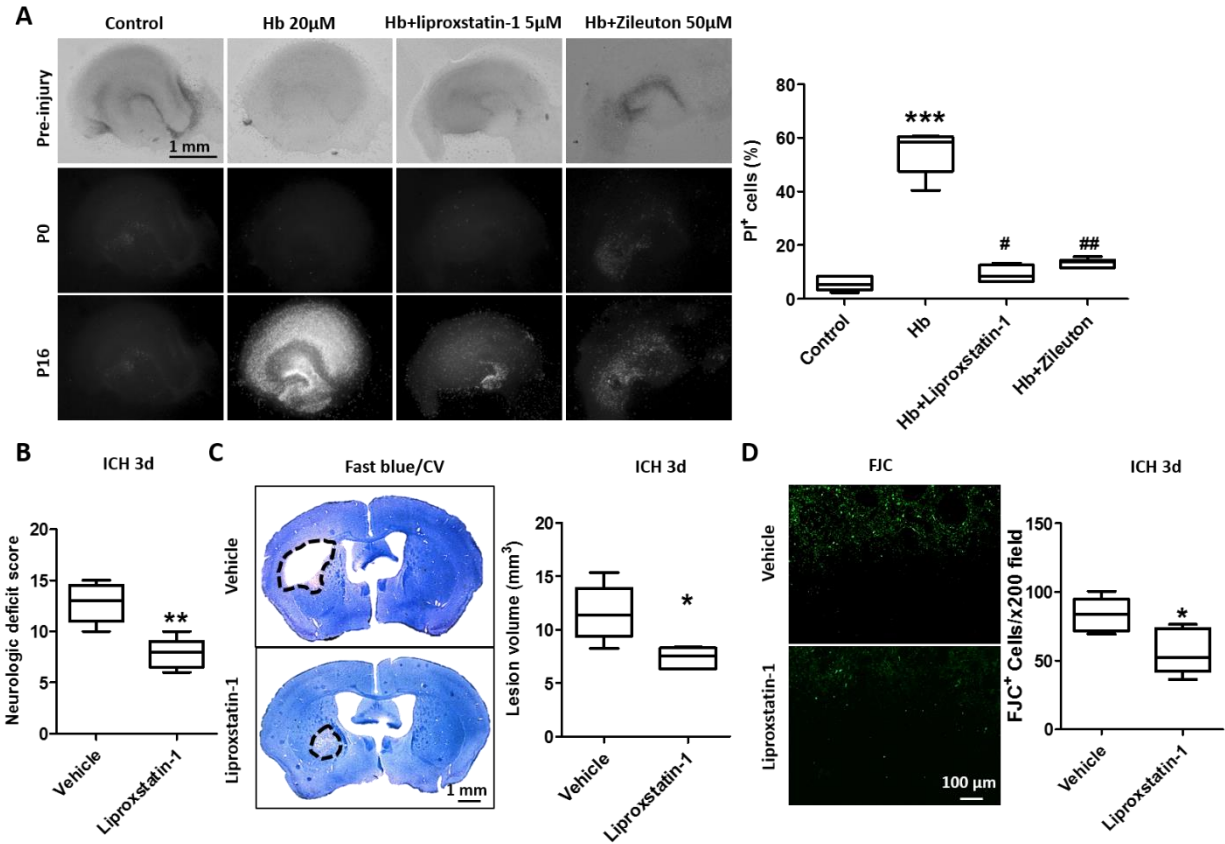 A
Control
Hb 20µM
Hb+liproxstatin-1 5µM
Hb+Zileuton 50µM
Pre-injury
1 mm
P0
P16
PI⁺ cells (%)
80
60
40
20
0
***
#
##
Control
Hb
Hb+Liproxstatin-1
Hb+Zileuton
B
ICH 3d
Neurologic deficit score
20
15
10
5
0
**
Vehicle
Liproxstatin-1
C
Fast blue/CV
Vehicle
Liproxstatin-1
1 mm
ICH 3d
Lesion volume (mm³)
20
15
10
5
0
*
Vehicle
Liproxstatin-1
D
FJC
Vehicle
Liproxstatin-1
100 µm
ICH 3d
FJC⁺ Cells/x200 field
150
100
50
0
*
Vehicle
Liproxstatin-1